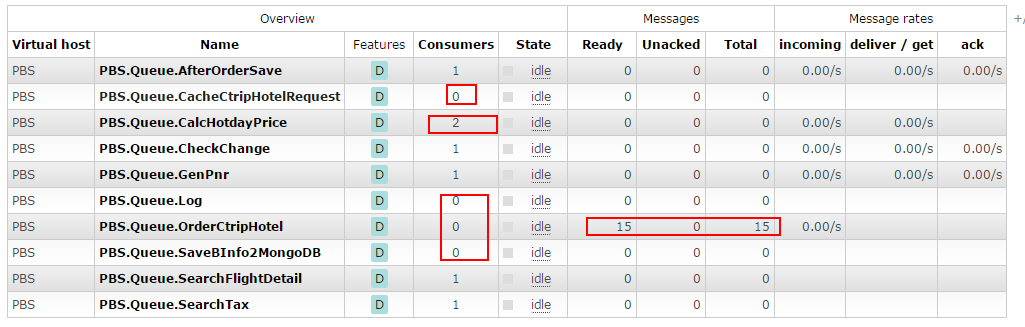 Overview Messages Message rates +/
Virtual host Name Features Consumers State Ready Unacked Total incoming deliver / get ack
PBS PBS.Queue.AfterOrderSave D 1 idle 0 0 0 0.00/s 0.00/s 0.00/s
PBS PBS.Queue.CacheCtripHotelRequest D 0 idle 0 0 0
PBS PBS.Queue.CalcHotdayPrice D 2 idle 0 0 0 0.00/s 0.00/s
PBS PBS.Queue.CheckChange D 1 idle 0 0 0 0.00/s 0.00/s 0.00/s
PBS PBS.Queue.GenPnr D 1 idle 0 0 0 0.00/s 0.00/s 0.00/s
PBS PBS.Queue.Log D 0 idle 0 0 0
PBS PBS.Queue.OrderCtripHotel D 0 idle 15 0 15 0.00/s
PBS PBS.Queue.SaveBInfo2MongoDB D 0 idle 0 0 0
PBS PBS.Queue.SearchFlightDetail D 1 idle 0 0 0
PBS PBS.Queue.SearchTax D 1 idle 0 0 0